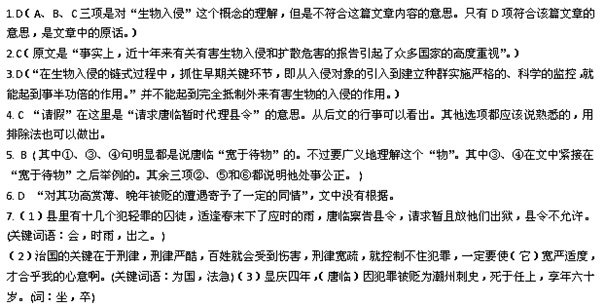 1.D(A、B、C三项是对“生物入侵”这个概念的理解，但是不符合这篇文章内容的意思。只有D项符合该篇文章的
意思，是文章中的原话。)
2.C(原文是“事实上，近十年来有关有害生物入侵和扩散危害的报告引起了众多国家的高度重视”。)
3.D(“在生物入侵的链式过程中，抓住早期关键环节，即从入侵对象的引入到建立种群实施严格的、科学的监控，就
能起到事半功倍的作用。”并不能起到完全抵制外来有害生物的入侵的作用。)
4. C “请假”在这里是“请求唐临暂时代理县令”的意思。从后文的行事可以看出。其他选项都应该说熟悉的，用
排除法也可以做出。
5. B (其中①、③、④句明显都是说唐临“宽于待物”的。不过要广义地理解这个“物”。其中③、④在文中紧接在
“宽于待物”之后举例的。其余三项②、⑤和⑥都说明他处事公正。)
6. D “对其功高赏薄、晚年被贬的遭遇寄予了一定的同情”，文中没有根据。
7.(1)县里有十几个犯轻罪的囚徒，适逢春末下了应时的雨，唐临禀告县令，请求暂且放他们出狱，县令不允许。
(关键词语：会，时雨，出之。)
(2)治国的关键在于刑律，刑律严酷，百姓就会受到伤害，刑律宽疏，就控制不住犯罪，一定要使(它)宽严适度，
才合乎我的心意啊。(关键词语：为国，法急)(3)显庆四年，(唐临)因犯罪被贬为潮州刺史，死于任上，享年六十
岁。(词：坐，卒)